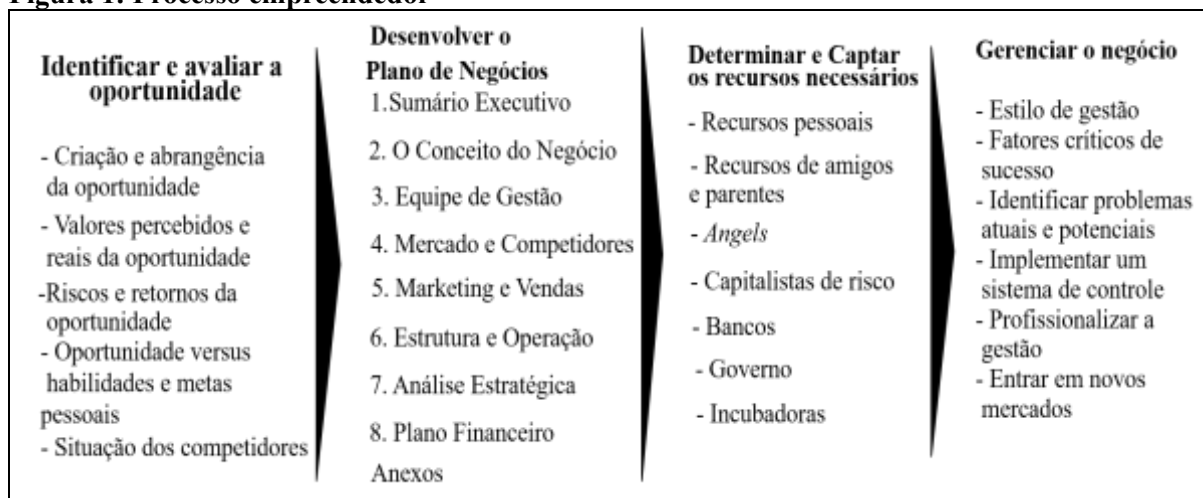 Figura 1: Processo empreendedor
Identificar e avaliar a
oportunidade
- Criação e abrangência
da oportunidade
- Valores percebidos e
reais da oportunidade
-Riscos e retornos da
oportunidade
- Oportunidade versus
habilidades e metas
pessoais
- Situação dos competidores
Desenvolver o
Plano de Negócios
1.Sumário Executivo
2. O Conceito do Negócio
3. Equipe de Gestão
4. Mercado e Competidores
5. Marketing e Vendas
6. Estrutura e Operação
7. Análise Estratégica
8. Plano Financeiro
Anexos
Determinar e Captar
os recursos necessários
- Recursos pessoais
- Recursos de amigos
e parentes
- Angels
- Capitalistas de risco
- Bancos
- Governo
- Incubadoras
Gerenciar o negócio
- Estilo de gestão
- Fatores críticos de
sucesso
- Identificar problemas
atuais e potenciais
- Implementar um
sistema de controle
- Profissionalizar a
gestão
- Entrar em novos
mercados